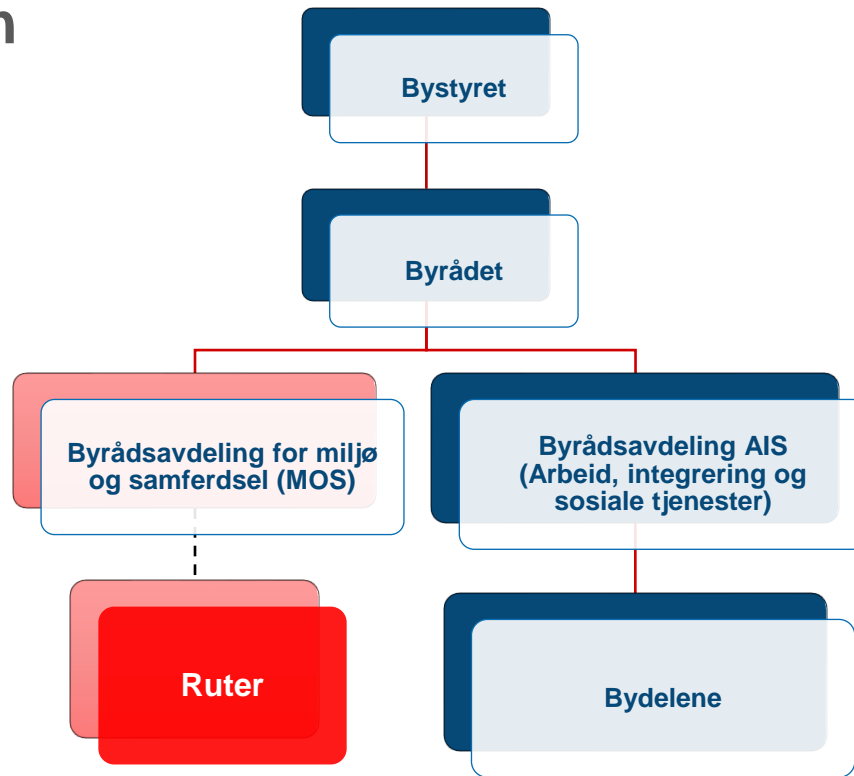 Bystyret
Byrådet
Byrådsavdeling for miljø
og samferdsel (MOS)
Byrådsavdeling AIS
(Arbeid, integrering og
sosiale tjenester)
Ruter
Bydelene